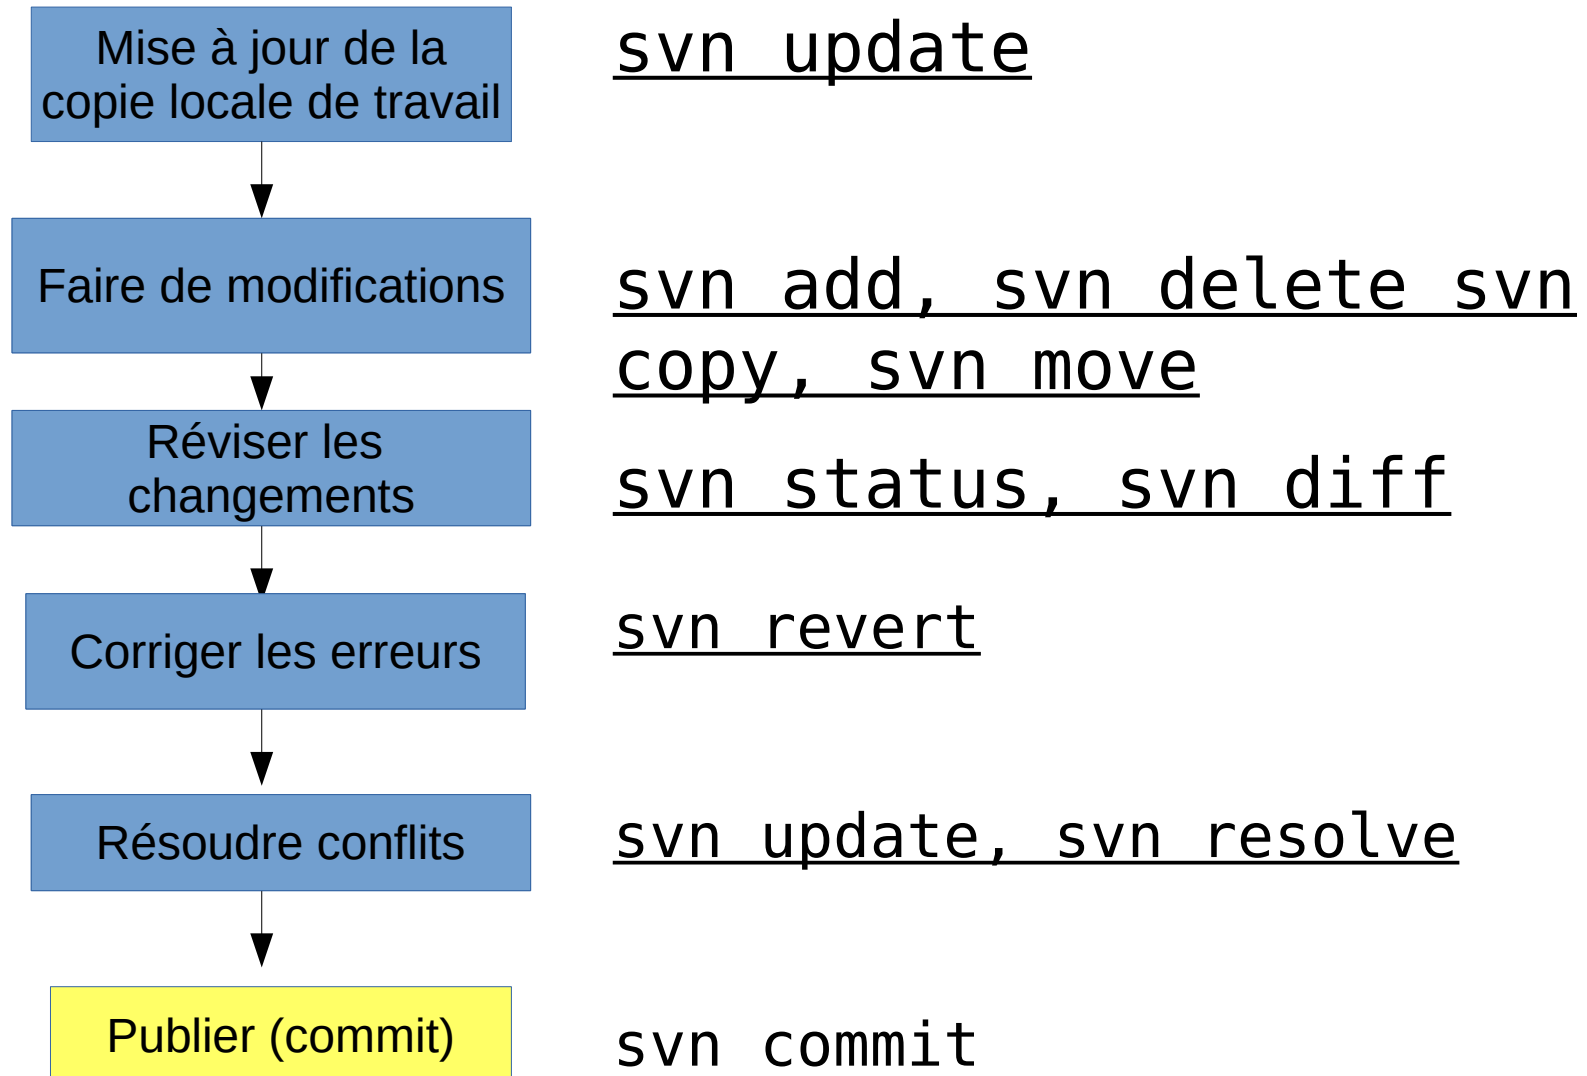 Mise à jour de la
copie locale de travail
svn update
Faire de modifications
svn add, svn delete svn
copy, svn move
Réviser les
changements
svn status, svn diff
Corriger les erreurs
svn revert
Résoudre conflits
svn update, svn resolve
Publier (commit)
svn commit